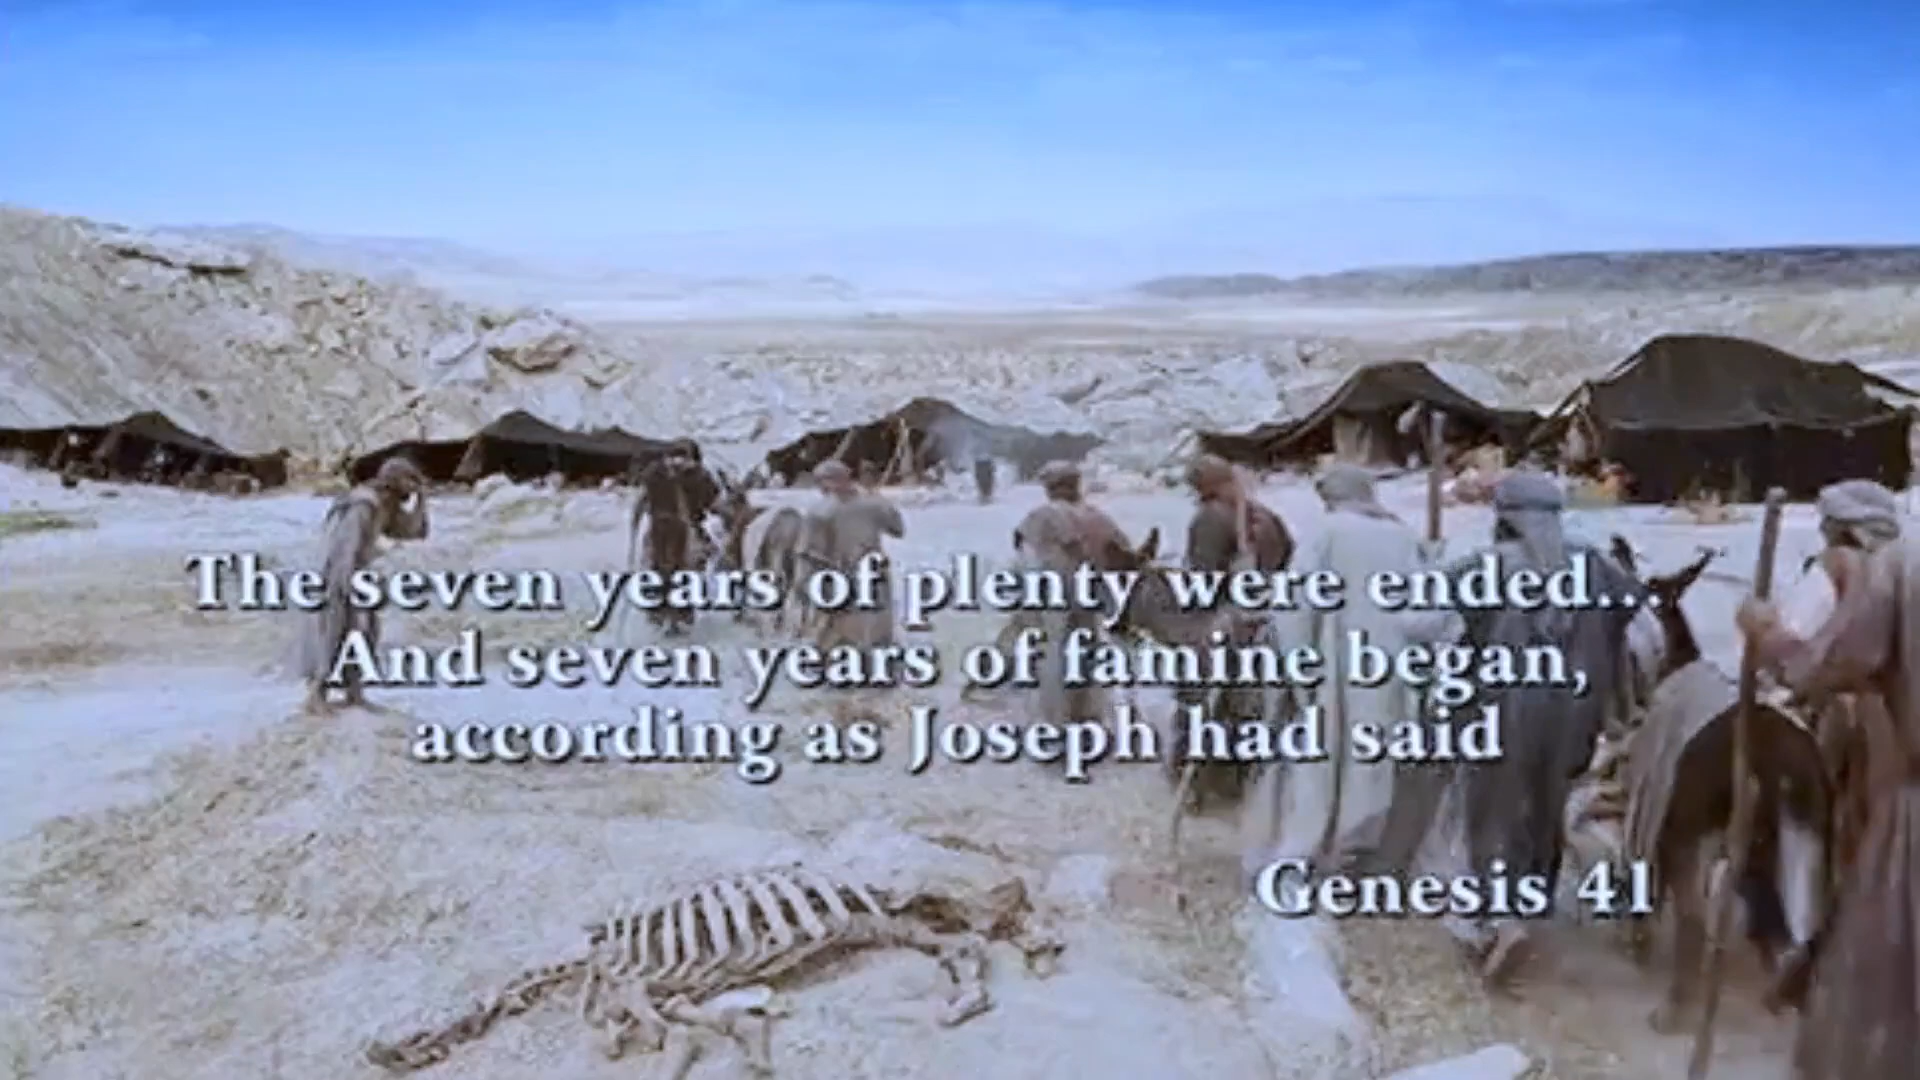 The seven years of plenty were ended...
And seven years of famine began,
according as Joseph had said
Genesis 41